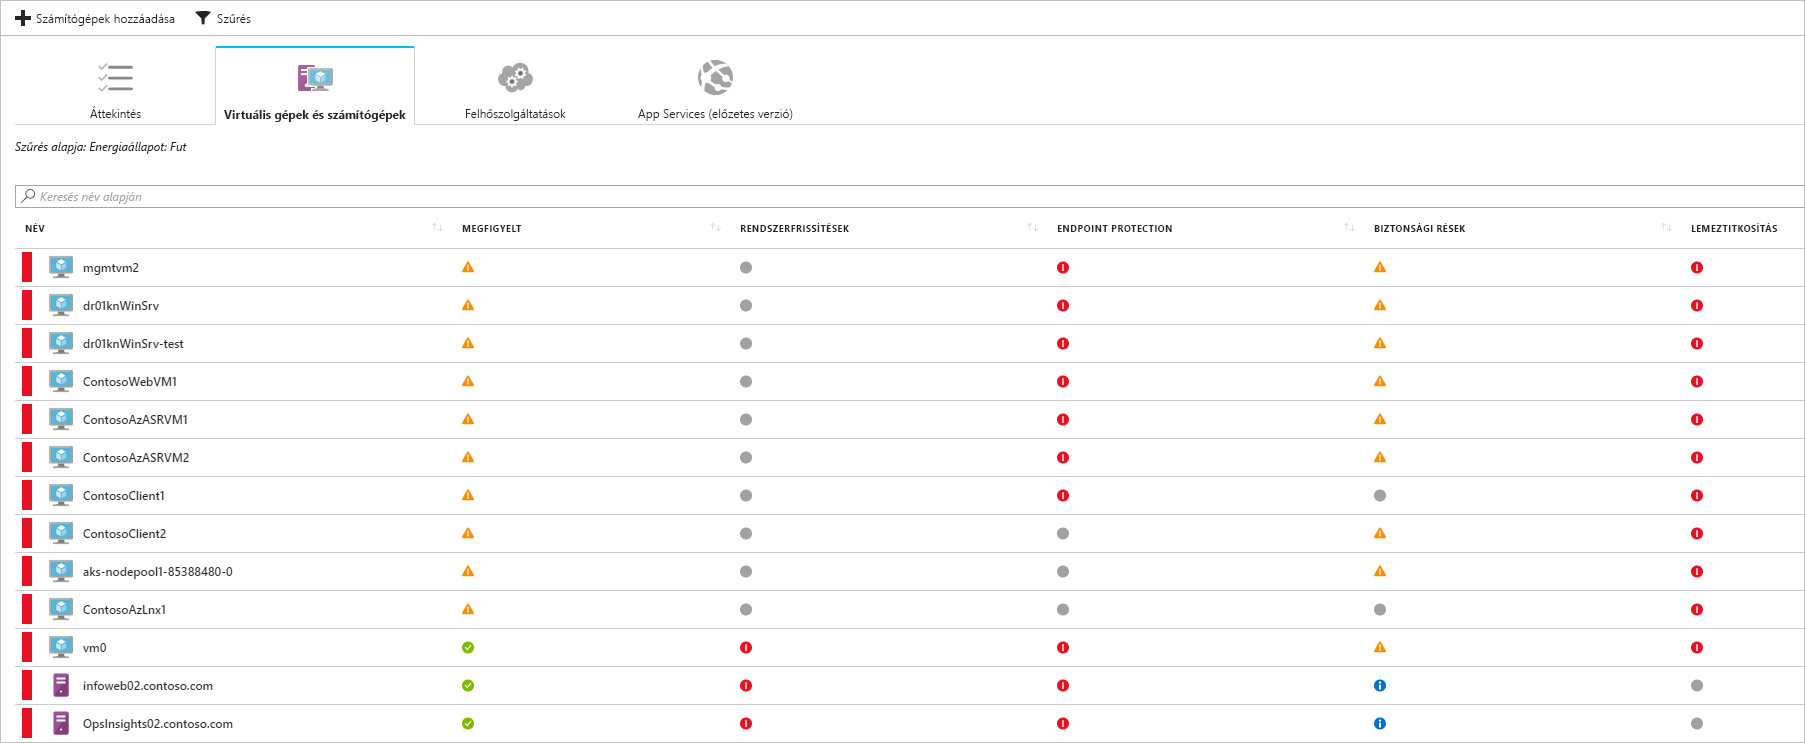 Számítógépek hozzáadása Szűrés
Áttekintés Virtuális gépek és számítógépek Felhőszolgáltatások App Services (előzetes verzió)
Szűrés alapja: Energiaállapot: Fut
Keresés név alapján
NÉV MEGFIGYELT RENDSZERFRISSÍTÉSEK ENDPOINT PROTECTION BIZTONSÁGI RÉSEK LEMEZTITKOSÍTÁS
mgmtvm2
dr01knWinSrv
dr01knWinSrv-test
ContosoWebVM1
ContosoAzASRVM1
ContosoAzASRVM2
ContosoClient1
ContosoClient2
aks-nodepool1-85388480-0
ContosoAzLnx1
vm0
infoweb02.contoso.com
OpsInsights02.contoso.com